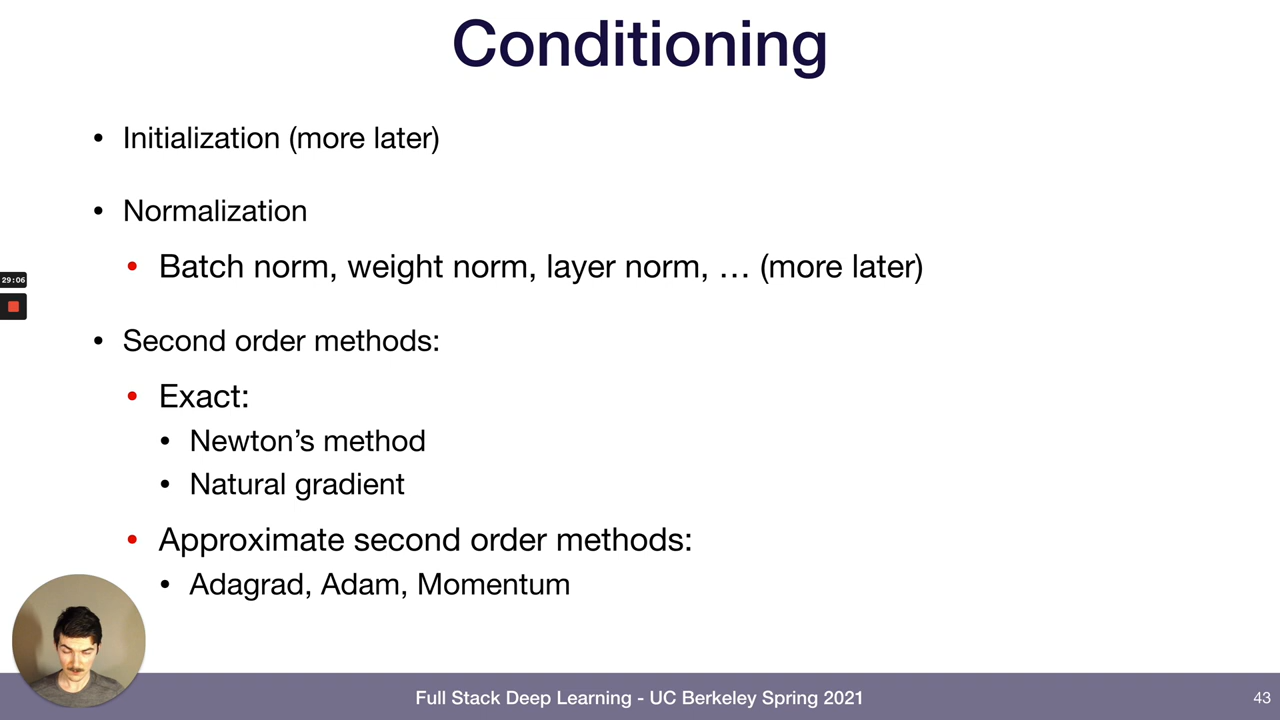 Conditioning
• Initialization (more later)
• Normalization
• Batch norm, weight norm, layer norm, … (more later)
29:06
• Second order methods:
• Exact:
• Newton’s method
• Natural gradient
• Approximate second order methods:
• Adagrad, Adam, Momentum
Full Stack Deep Learning - UC Berkeley Spring 2021
43